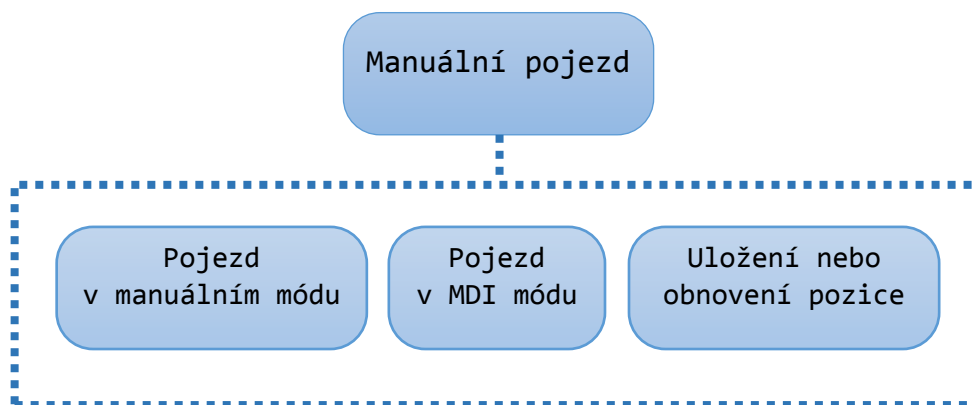 Manuální pojezd
Pojezd
v manuálním módu
Pojezd
v MDI módu
Uložení nebo
obnovení pozice